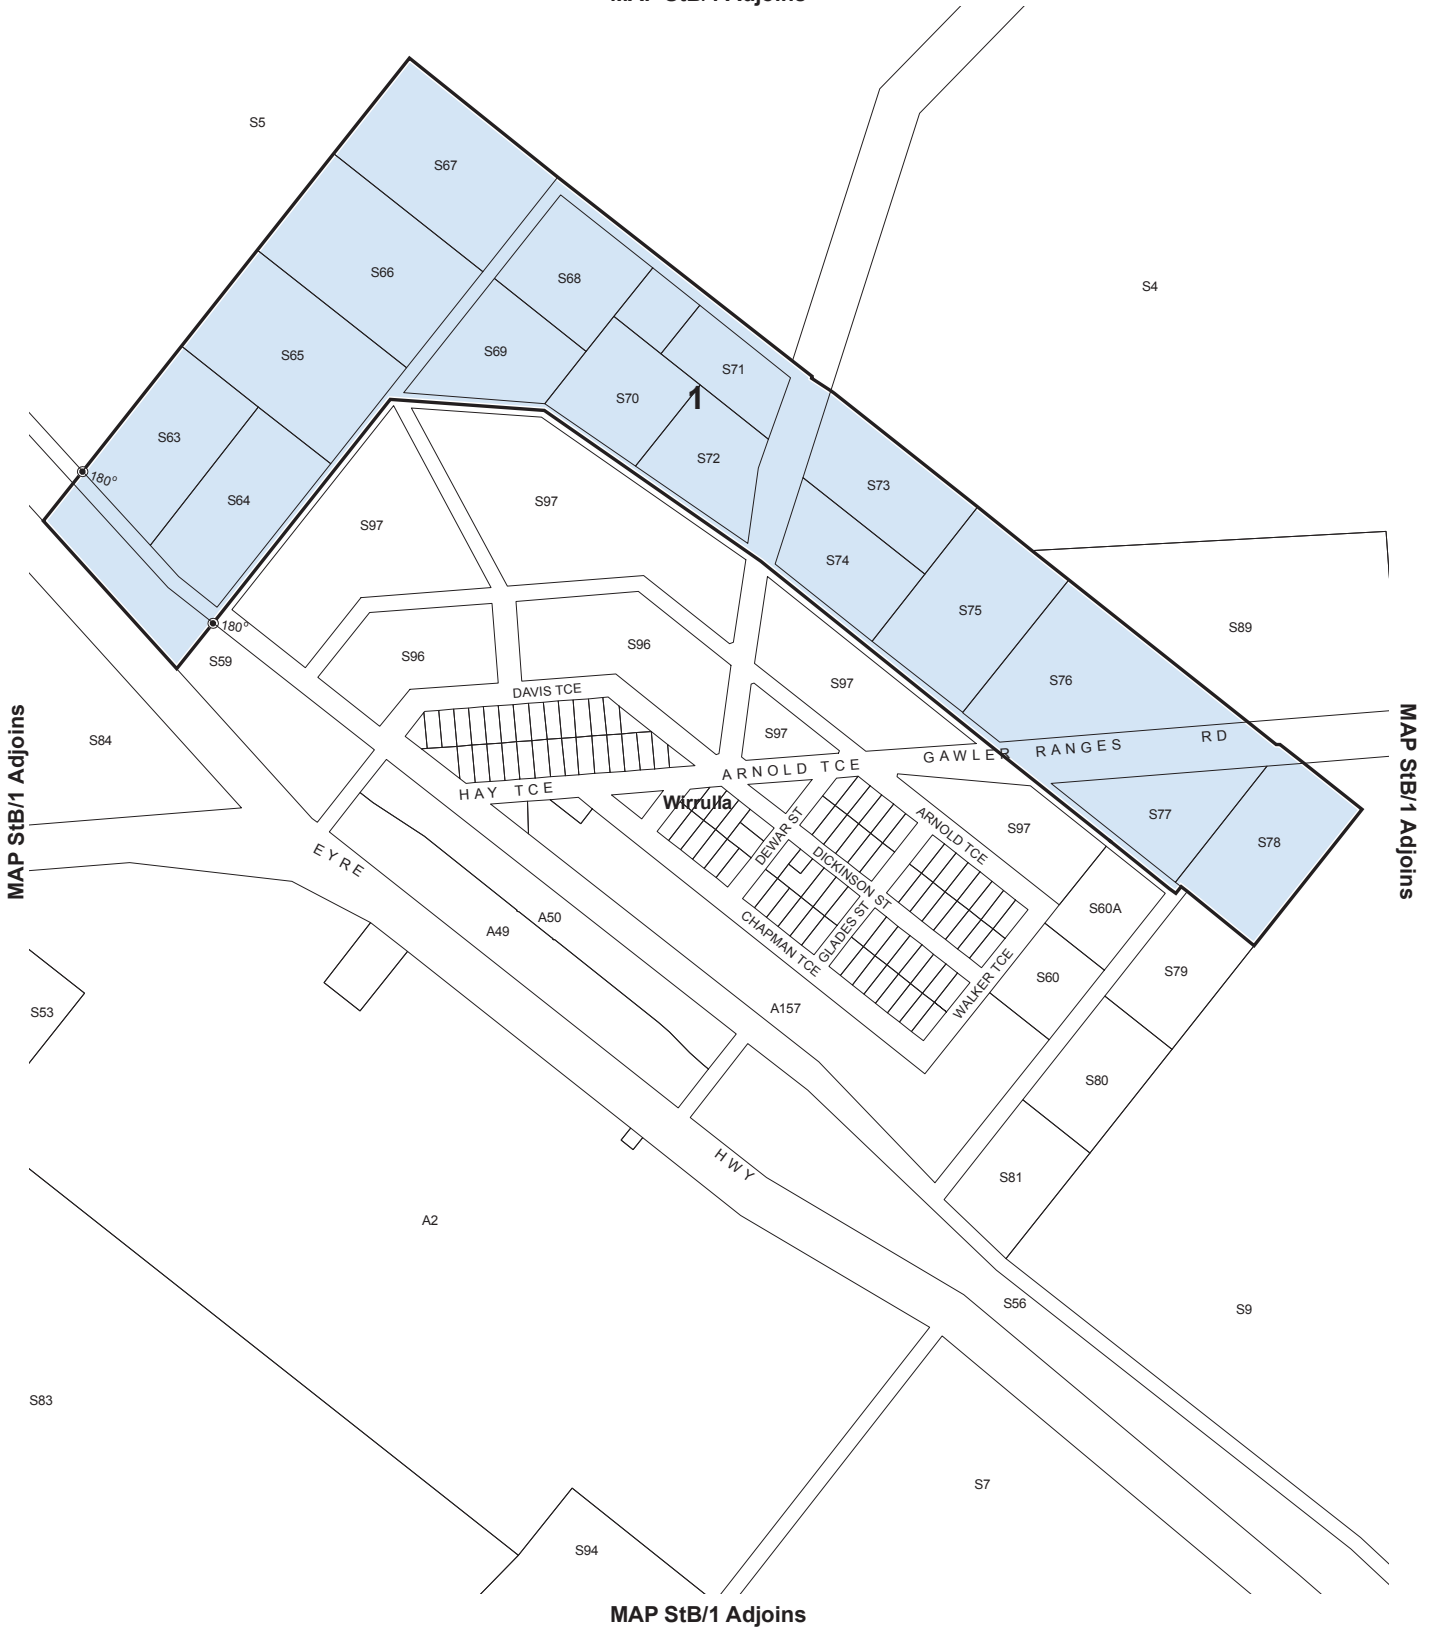 MAP StB/1 Adjoins
S5
S67
S66
S68
S4
S65
S69
S71
S70
1
S63
S72
180°
S64
S73
S97
S97
S74
S75
180°
S89
S59
S96
S96
S97
S76
DAVIS TCE
MAP StB/1 Adjoins
MAP StB/1 Adjoins
S84
S97
GAWLER RANGES RD
ARNOLD TCE
HAY TCE
Wirrulla
S77
DEWAR ST
ARNOLD TCE
S97
S78
EYRE
DICKINSON ST
A50
A49
CHAPMAN TCE
GLADES ST
S60A
WALKER TCE
S60
S79
S53
A157
S80
HWY
S81
A2
S56
S9
S83
S7
S94
MAP StB/1 Adjoins